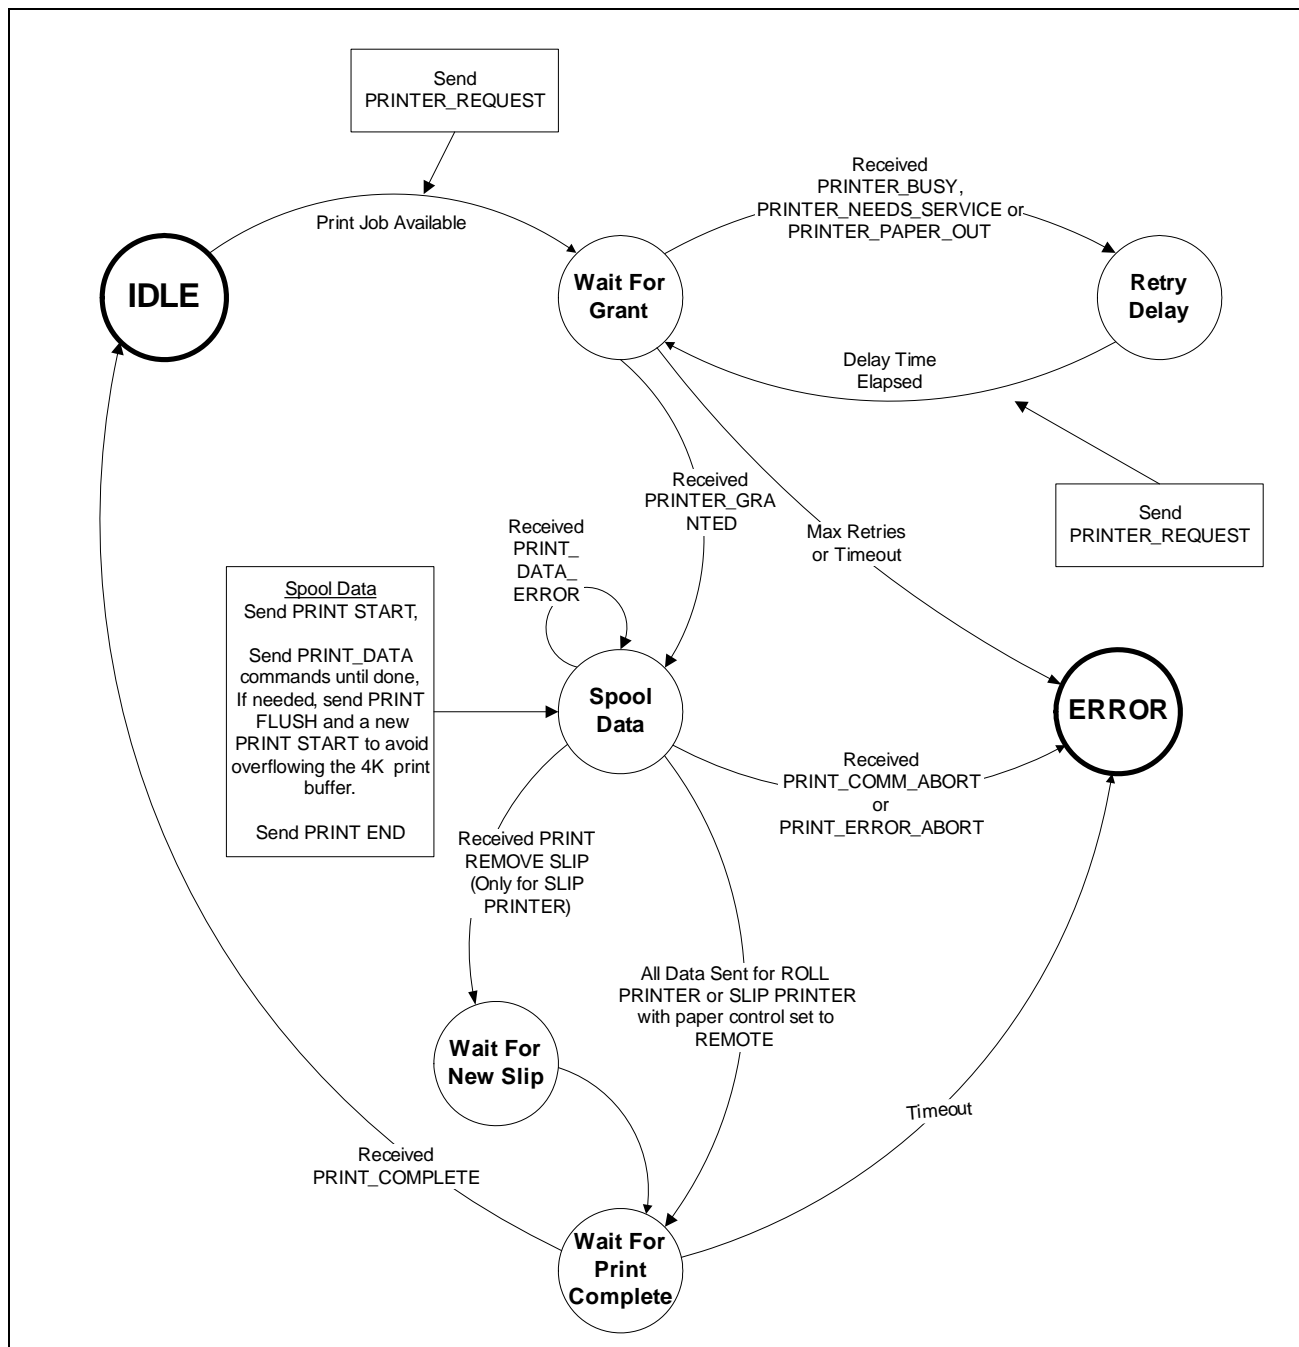 Send
PRINTER_REQUEST
Print Job Available
Received
PRINTER_BUSY,
PRINTER_NEEDS_SERVICE or
PRINTER_PAPER_OUT
IDLE
Wait For
Grant
Retry
Delay
Delay Time
Elapsed
Received
PRINTER_GRA
NTED
Send
PRINTER_REQUEST
Max Retries
or Timeout
Received
PRINT_
DATA_
ERROR
Spool Data
Send PRINT START,
Send PRINT_DATA
commands until done,
If needed, send PRINT
FLUSH and a new
PRINT START to avoid
overflowing the 4K print
buffer.
Send PRINT END
Spool
Data
ERROR
Received
PRINT_COMM_ABORT
or
PRINT_ERROR_ABORT
Received PRINT
REMOVE SLIP
(Only for SLIP
PRINTER)
All Data Sent for ROLL
PRINTER or SLIP PRINTER
with paper control set to
REMOTE
Wait For
New Slip
Timeout
Received
PRINT_COMPLETE
Wait For
Print
Complete